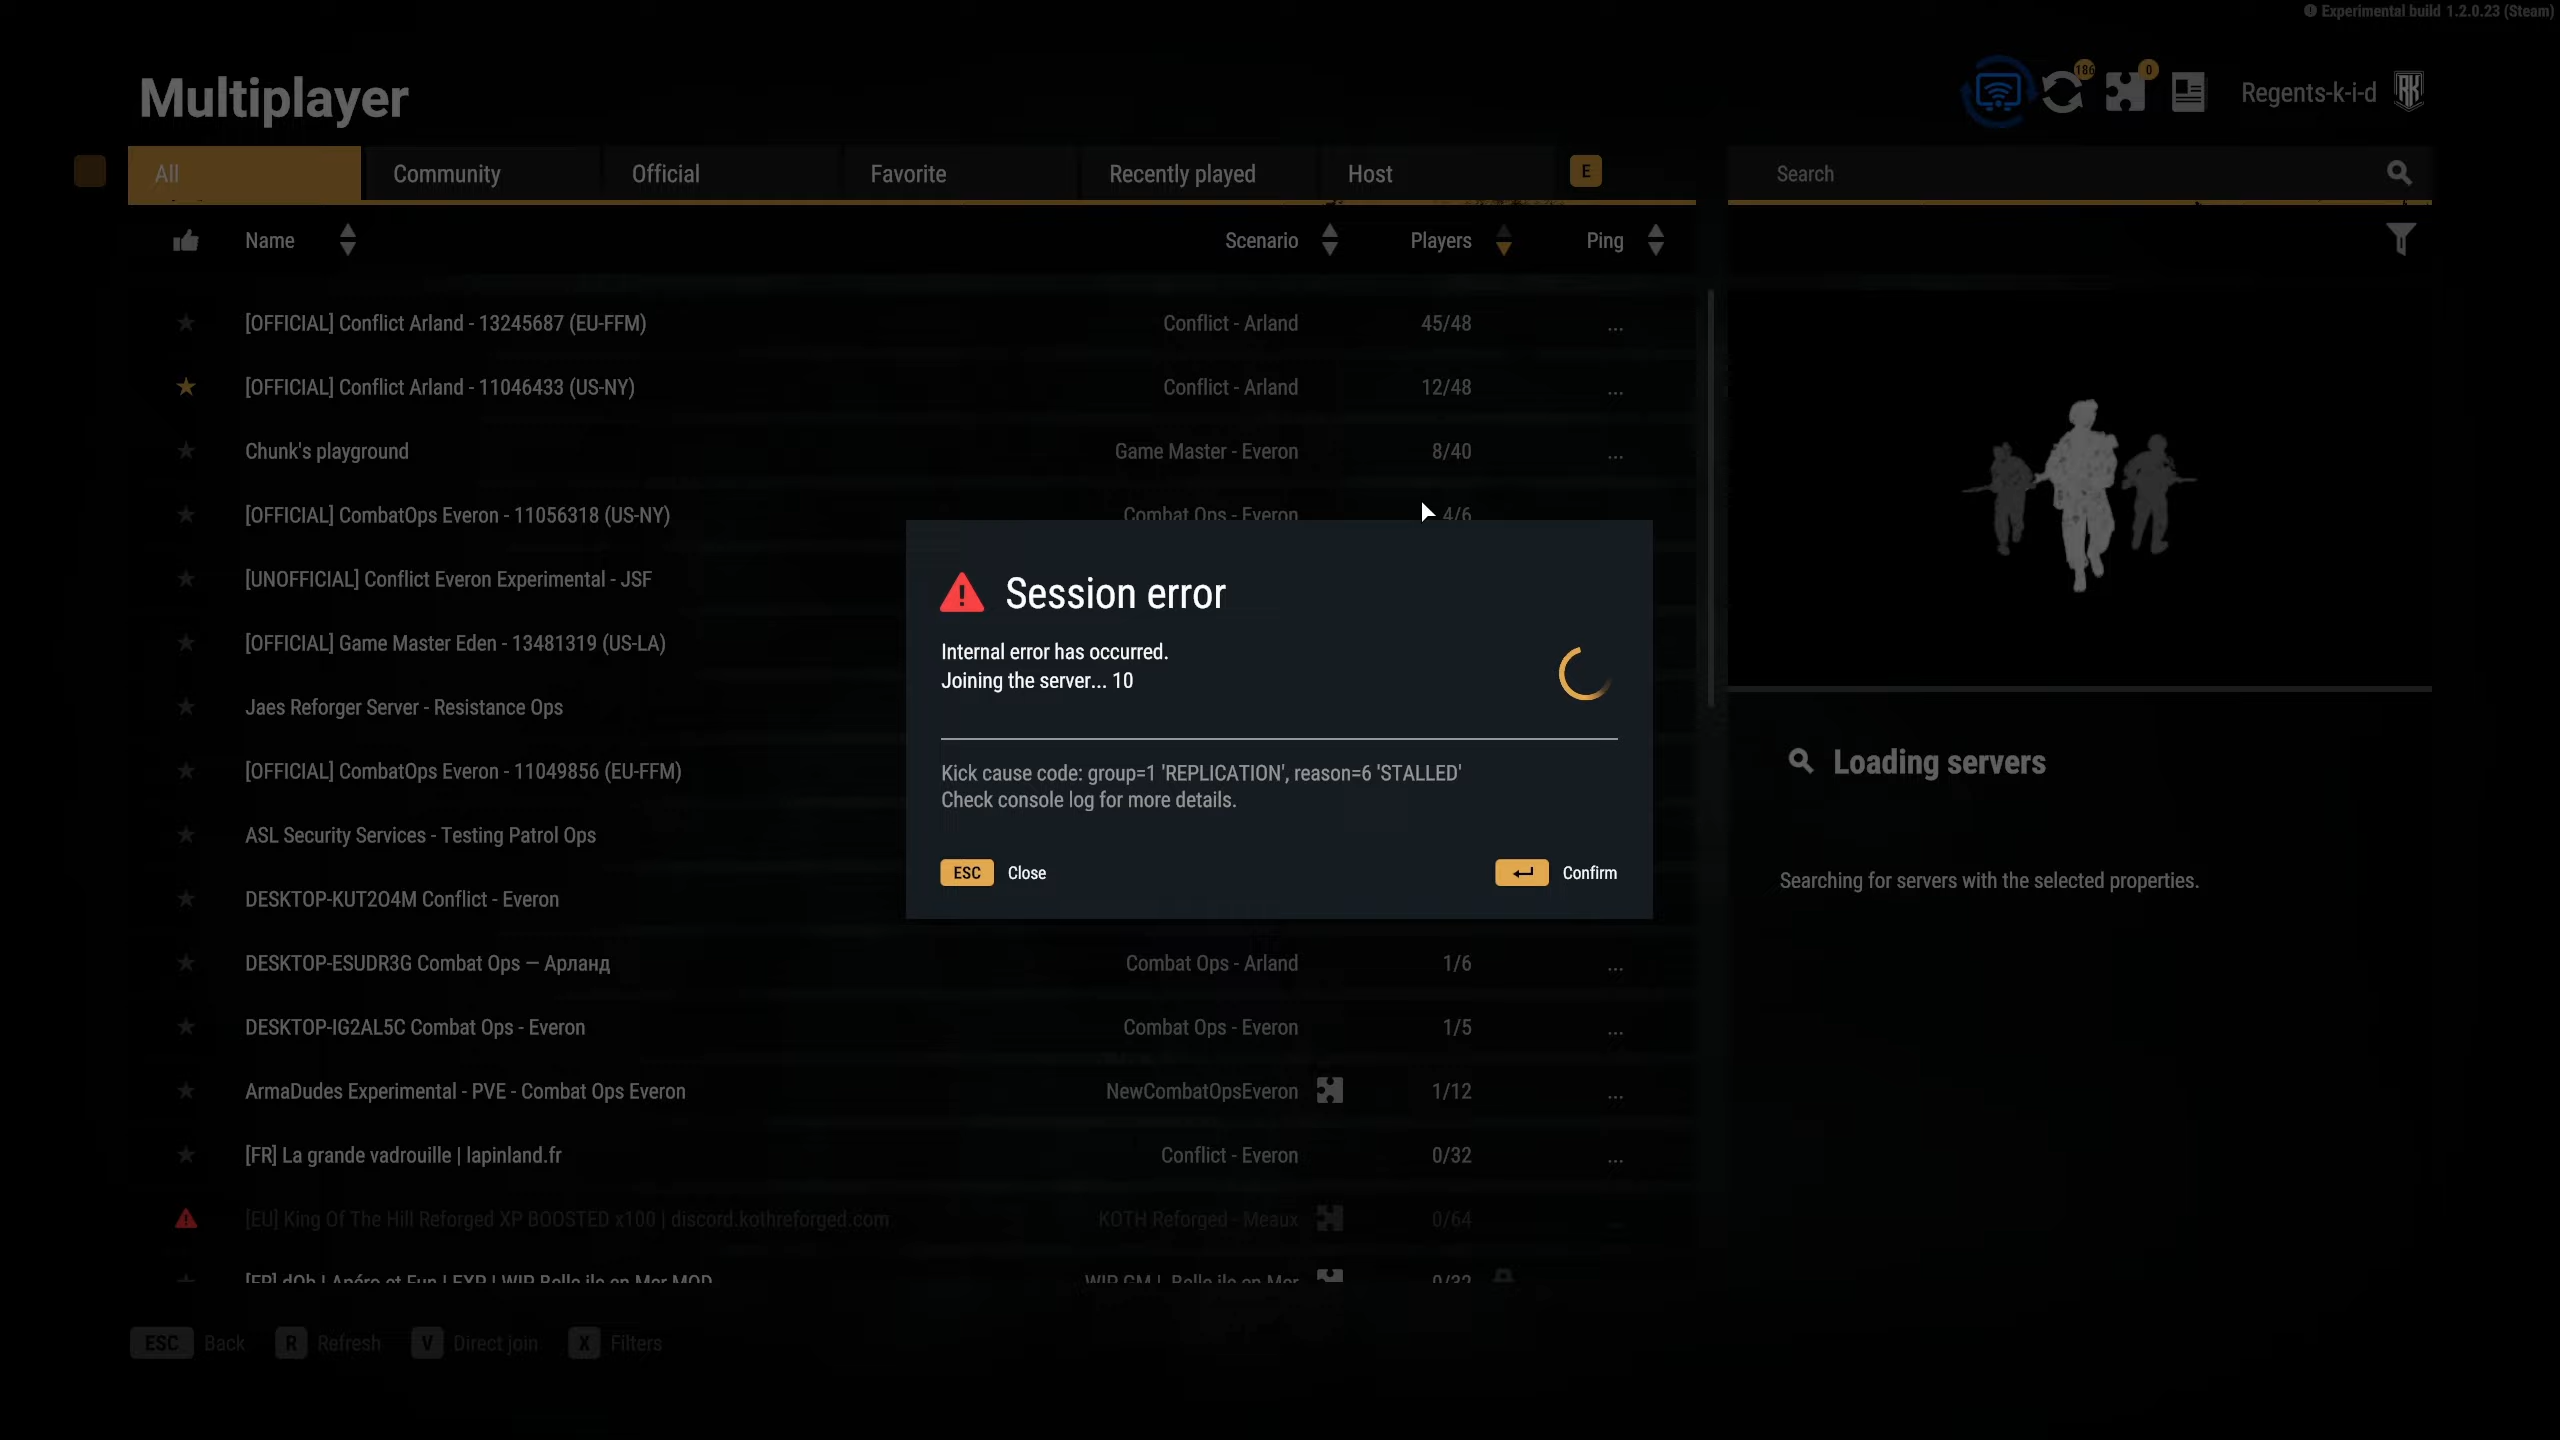 Experimental build 1.2.0.23 (Steam)
Multiplayer
186
0
Regents-k-i-d
All
Community
Official
Favorite
Recently played
Host
E
Search
Name
Scenario
Players
Ping
[OFFICIAL] Conflict Arland - 13245687 (EU-FFM) Conflict - Arland 45/48 ...
[OFFICIAL] Conflict Arland - 11046433 (US-NY) Conflict - Arland 12/48 ...
Chunk's playground Game Master - Everon 8/40 ...
[OFFICIAL] CombatOps Everon - 11056318 (US-NY) Combat Ops - Everon 4/6
[UNOFFICIAL] Conflict Everon Experimental - JSF
[OFFICIAL] Game Master Eden - 13481319 (US-LA)
Jaes Reforger Server - Resistance Ops
[OFFICIAL] CombatOps Everon - 11049856 (EU-FFM)
ASL Security Services - Testing Patrol Ops
DESKTOP-KUT2O4M Conflict - Everon
DESKTOP-ESUDR3G Combat Ops — Арланд Combat Ops - Arland 1/6 ...
DESKTOP-IG2AL5C Combat Ops - Everon Combat Ops - Everon 1/5 ...
ArmaDudes Experimental - PVE - Combat Ops Everon NewCombatOpsEveron 1/12 ...
[FR] La grande vadrouille | lapinland.fr Conflict - Everon 0/32 ...
[EU] King Of The Hill Reforged XP BOOSTED x100 | discord.kothreforged.com KOTH Reforged - Meaux 0/64
Session error
Internal error has occurred.
Joining the server... 10
Kick cause code: group=1 'REPLICATION', reason=6 'STALLED'
Check console log for more details.
ESC Close
Confirm
Loading servers
Searching for servers with the selected properties.
ESC Back R Refresh V Direct join X Filters